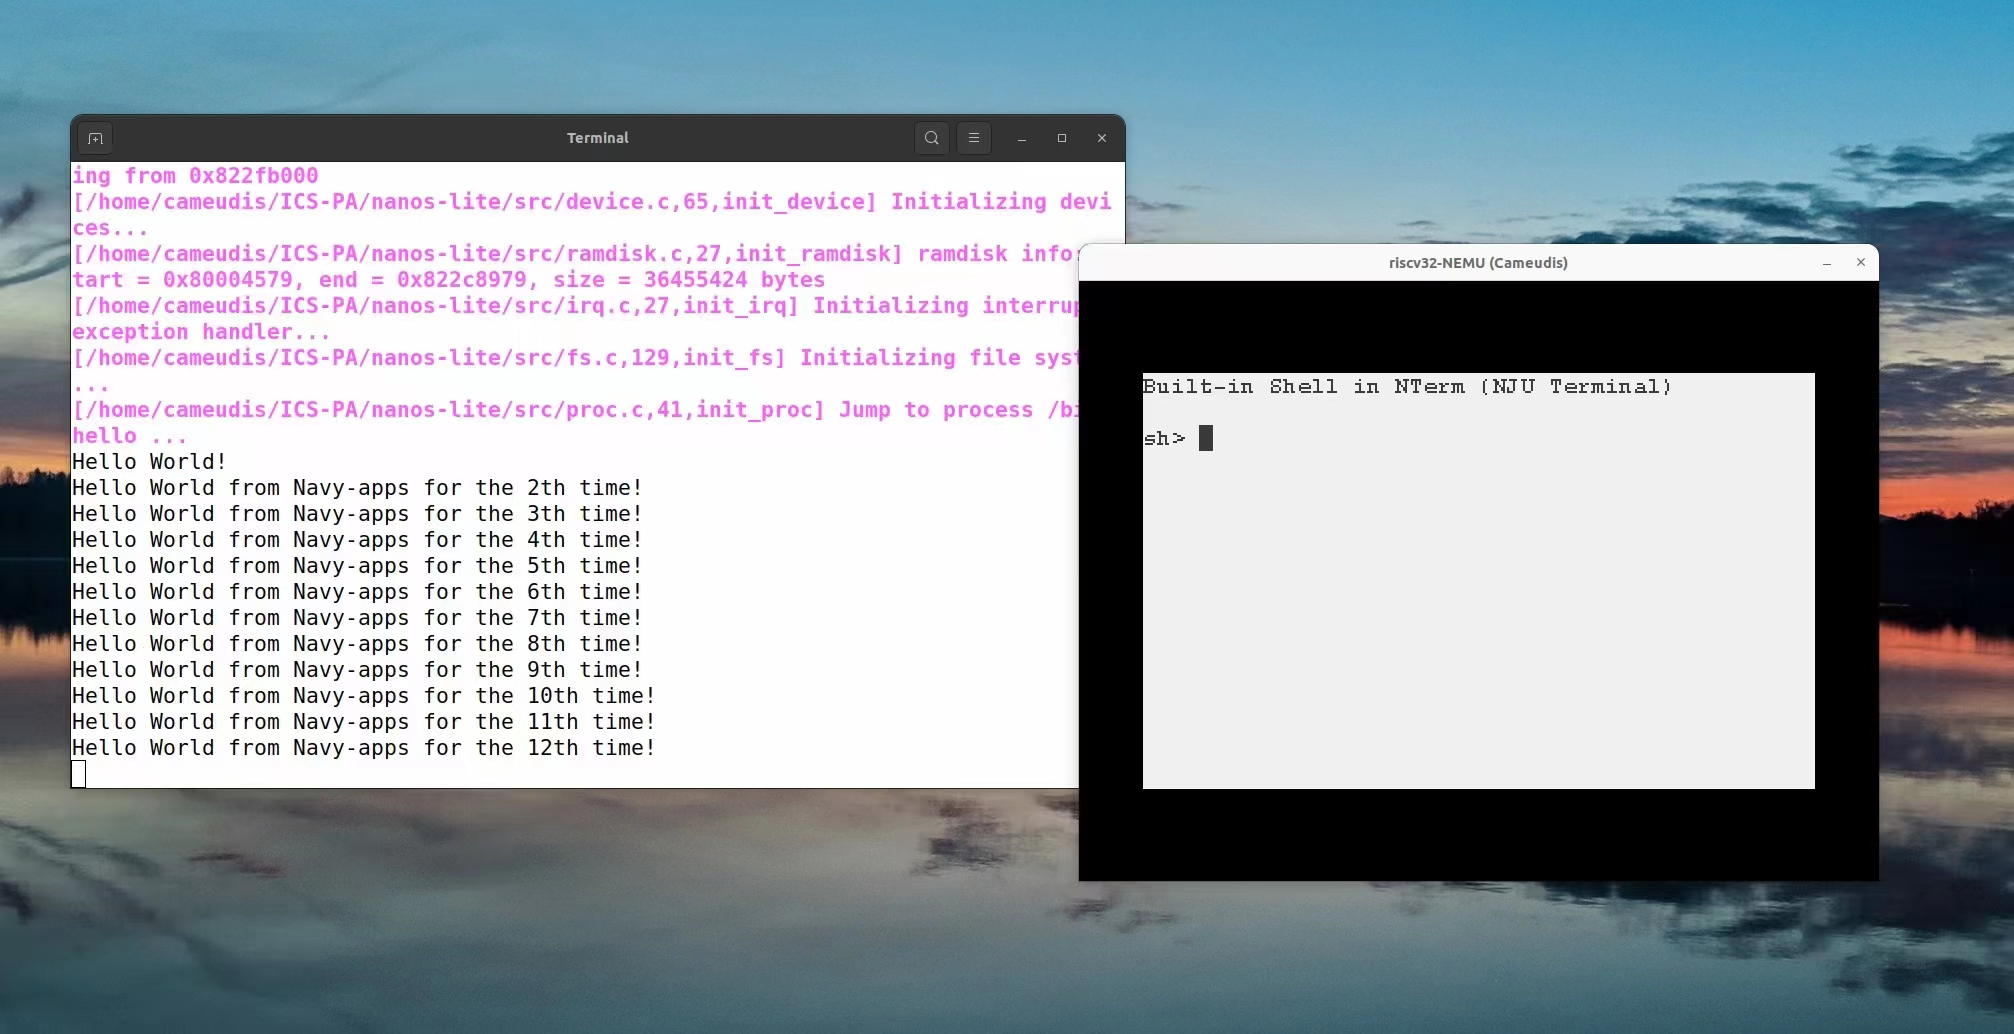 Terminal
ing from 0x822fb000
[/home/cameudis/ICS-PA/nanos-lite/src/device.c,65,init_device] Initializing devi
ces...
[/home/cameudis/ICS-PA/nanos-lite/src/ramdisk.c,27,init_ramdisk] ramdisk info:
tart = 0x80004579, end = 0x822c8979, size = 36455424 bytes
[/home/cameudis/ICS-PA/nanos-lite/src/irq.c,27,init_irq] Initializing interrup
exception handler...
[/home/cameudis/ICS-PA/nanos-lite/src/fs.c,129,init_fs] Initializing file syst
...
[/home/cameudis/ICS-PA/nanos-lite/src/proc.c,41,init_proc] Jump to process /bi
hello ...
Hello World!
Hello World from Navy-apps for the 2th time!
Hello World from Navy-apps for the 3th time!
Hello World from Navy-apps for the 4th time!
Hello World from Navy-apps for the 5th time!
Hello World from Navy-apps for the 6th time!
Hello World from Navy-apps for the 7th time!
Hello World from Navy-apps for the 8th time!
Hello World from Navy-apps for the 9th time!
Hello World from Navy-apps for the 10th time!
Hello World from Navy-apps for the 11th time!
Hello World from Navy-apps for the 12th time!
riscv32-NEMU (Cameudis)
Built-in Shell in NTerm (NJU Terminal)
sh>